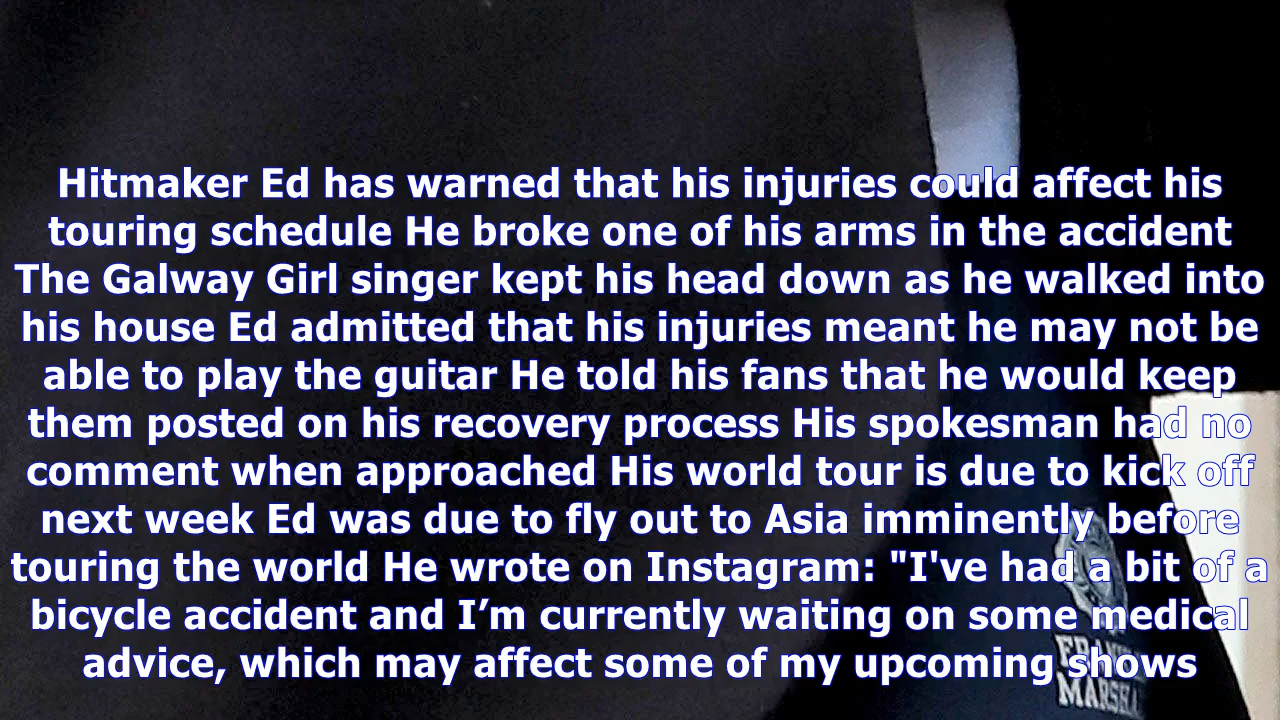 Hitmaker Ed has warned that his injuries could affect his
touring schedule He broke one of his arms in the accident
The Galway Girl singer kept his head down as he walked into
his house Ed admitted that his injuries meant he may not be
able to play the guitar He told his fans that he would keep
them posted on his recovery process His spokesman had no
comment when approached His world tour is due to kick off
next week Ed was due to fly out to Asia imminently before
touring the world He wrote on Instagram: "I've had a bit of a
bicycle accident and I’m currently waiting on some medical
advice, which may affect some of my upcoming shows